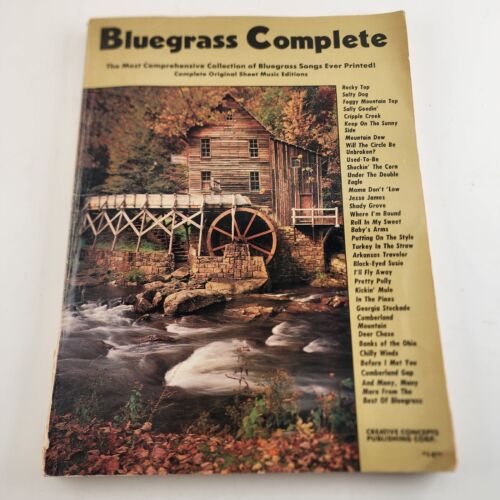 Bluegrass Complete
The Most Comprehensive Collection of Bluegrass Songs Ever Printed!
Complete Original Sheet Music Editions
Rocky Top
Salty Dog
Foggy Mountain Top
Sally Goodin'
Cripple Creek
Keep On The Sunny
Side
Mountain Dew
Will The Circle Be
Unbroken?
Used-To-Be
Shuckin' The Corn
Under The Double
Eagle
Mama Don't 'Low
Jesse James
Shady Grove
Where I'm Bound
Roll In My Sweet
Baby's Arms
Putting On The Style
Turkey In The Straw
Arkansas Traveler
Black-Eyed Susie
I'll Fly Away
Pretty Polly
Kickin' Mule
In The Pines
Georgia Stockade
Cumberland
Mountain
Deer Chase
Banks of the Ohio
Chilly Winds
Before I Met You
Cumberland Gap
And Many, Many
More From The
Best Of Bluegrass
CREATIVE CONCEPTS
PUBLISHING CORP.